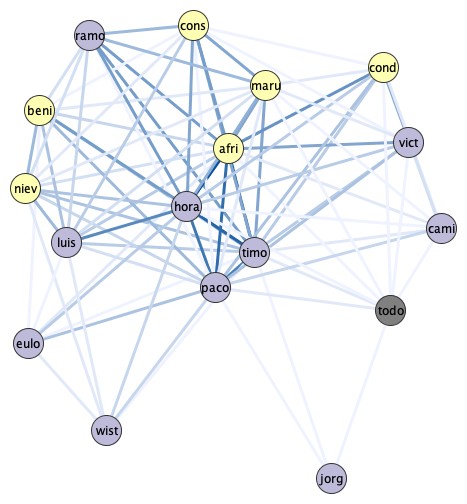 cons
ramo
cond
maru
beni
vict
afri
niev
hora
cami
luis
timo
paco
todo
eulo
wist
jorg